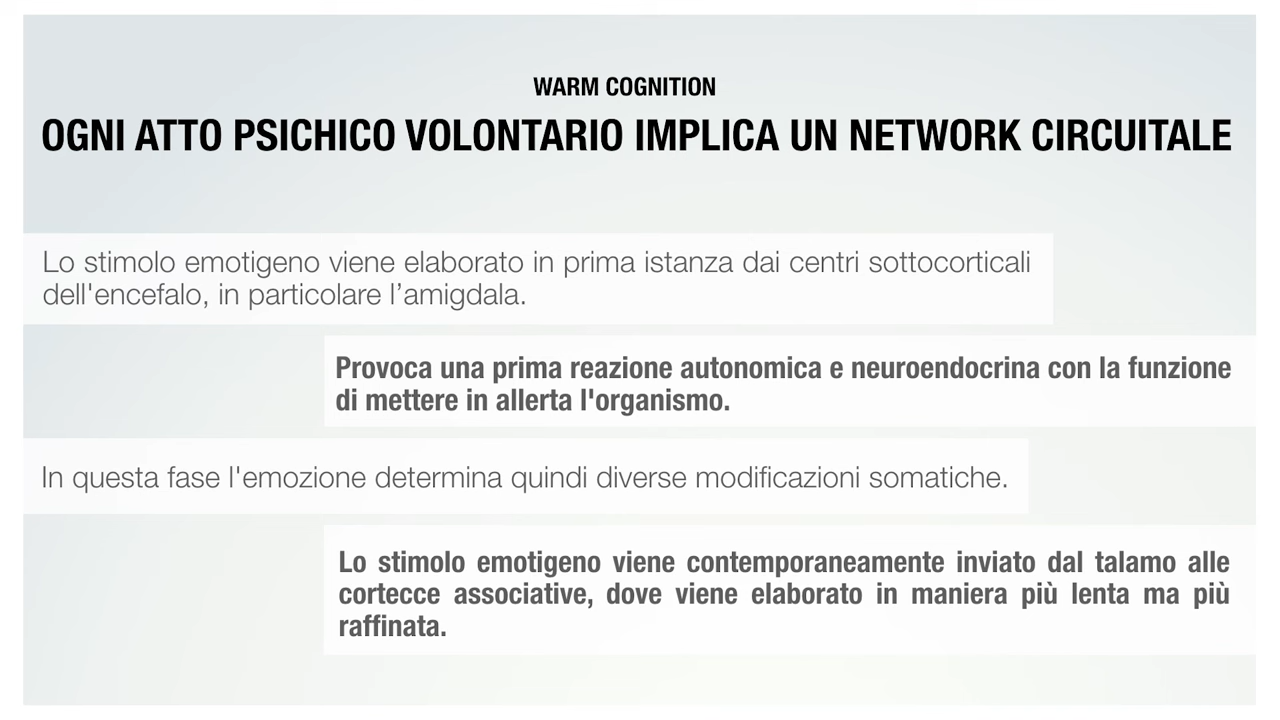 WARM COGNITION
OGNI ATTO PSICHICO VOLONTARIO IMPLICA UN NETWORK CIRCUITALE
Lo stimolo emotigeno viene elaborato in prima istanza dai centri sottocorticali
dell'encefalo, in particolare l’amigdala.
Provoca una prima reazione autonomica e neuroendocrina con la funzione
di mettere in allerta l'organismo.
In questa fase l'emozione determina quindi diverse modificazioni somatiche.
Lo stimolo emotigeno viene contemporaneamente inviato dal talamo alle
cortecce associative, dove viene elaborato in maniera più lenta ma più
raffinata.